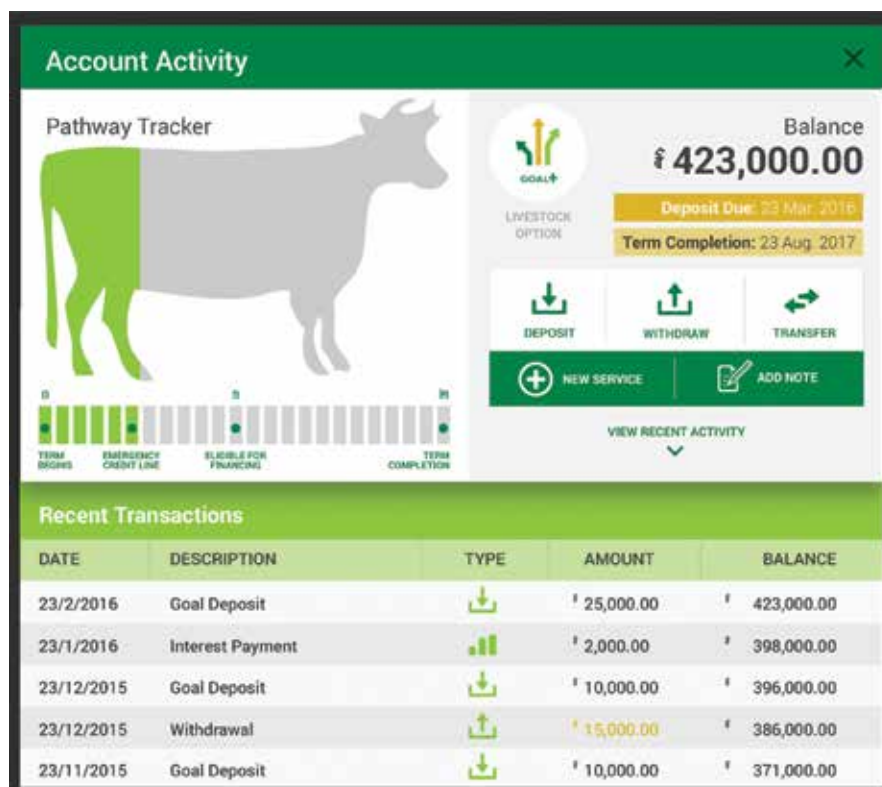 Account Activity
Pathway Tracker
GOAL+
LIVESTOCK
OPTION
Balance
423,000.00
Deposit Due: 23 Mar. 2016
Term Completion: 23 Aug. 2017
DEPOSIT WITHDRAW TRANSFER
NEW SERVICE ADD NOTE
VIEW RECENT ACTIVITY
TERM
BEGINS
EMERGENCY
CREDIT LINE
ELIGIBLE FOR
FINANCING
TERM
COMPLETION
Recent Transactions
DATE DESCRIPTION TYPE AMOUNT BALANCE
23/2/2016 Goal Deposit 25,000.00 423,000.00
23/1/2016 Interest Payment 2,000.00 398,000.00
23/12/2015 Goal Deposit 10,000.00 396,000.00
23/12/2015 Withdrawal 15,000.00 386,000.00
23/11/2015 Goal Deposit 10,000.00 371,000.00